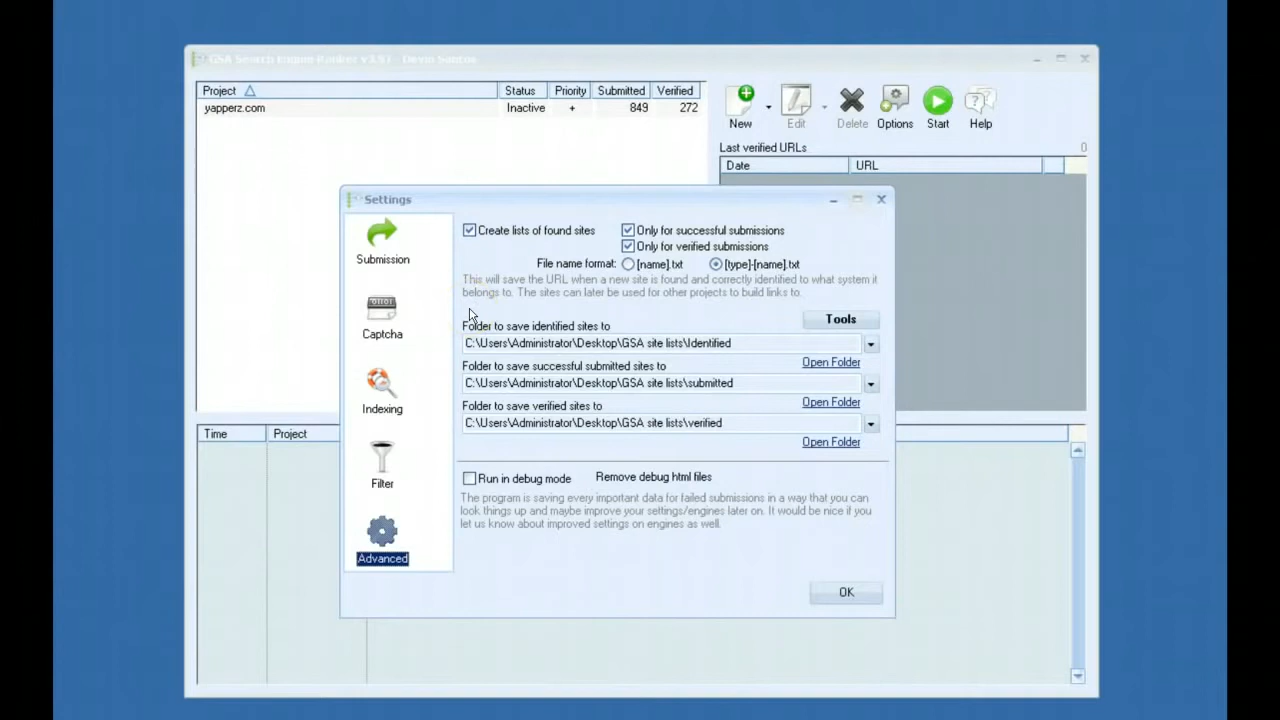 GSA Search Engine Ranker v3.93 - Devin Santos
Project Status Priority Submitted Verified
yapperz.com Inactive + 849 272
New Edit Delete Options Start Help
Last verified URLs 0
Date URL
Settings
Submission
Captcha
Indexing
Filter
Advanced
Create lists of found sites
Only for successful submissions
Only for verified submissions
File name format: [name].txt [type]-[name].txt
This will save the URL when a new site is found and correctly identified to what system it
belongs to. The sites can later be used for other projects to build links to.
Folder to save identified sites to
Tools
C:\Users\Administrator\Desktop\GSA site lists\Identified
Open Folder
Folder to save successful submitted sites to
C:\Users\Administrator\Desktop\GSA site lists\submitted
Open Folder
Folder to save verified sites to
C:\Users\Administrator\Desktop\GSA site lists\verified
Open Folder
Run in debug mode Remove debug html files
The program is saving every important data for failed submissions in a way that you can
look things up and maybe improve your settings/engines later on. It would be nice if you
let us know about improved settings on engines as well.
OK
Time Project